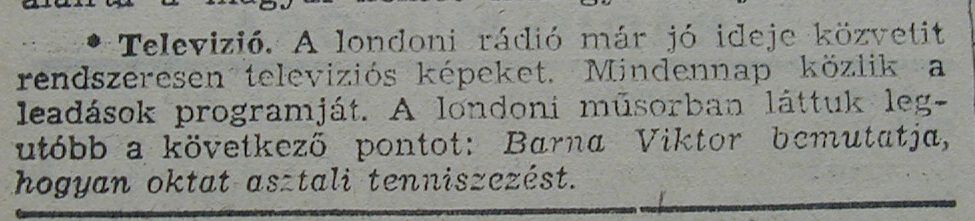 * Televizió. A londoni rádió már jó ideje közvetit
rendszeresen televiziós képeket. Mindennap közlik a
leadások programját. A londoni műsorban láttuk leg-
utóbb a következő pontot: Barna Viktor bemutatja,
hogyan oktat asztali tenniszezést.